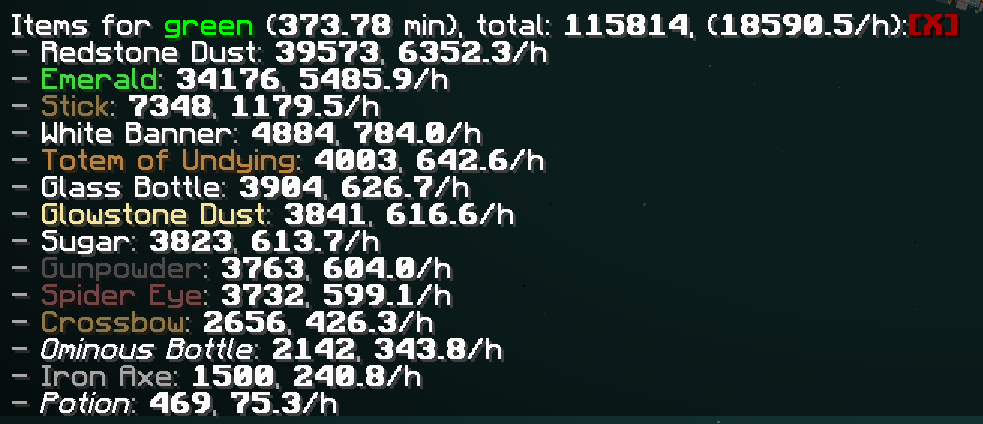 Items for green (373.78 min), total: 115814, (18590.5/h):[X]
- Redstone Dust: 39573, 6352.3/h
- Emerald: 34176, 5485.9/h
- Stick: 7348, 1179.5/h
- White Banner: 4884, 784.0/h
- Totem of Undying: 4003, 642.6/h
- Glass Bottle: 3904, 626.7/h
- Glowstone Dust: 3841, 616.6/h
- Sugar: 3823, 613.7/h
- Gunpowder: 3763, 604.0/h
- Spider Eye: 3732, 599.1/h
- Crossbow: 2656, 426.3/h
- Ominous Bottle: 2142, 343.8/h
- Iron Axe: 1500, 240.8/h
- Potion: 469, 75.3/h